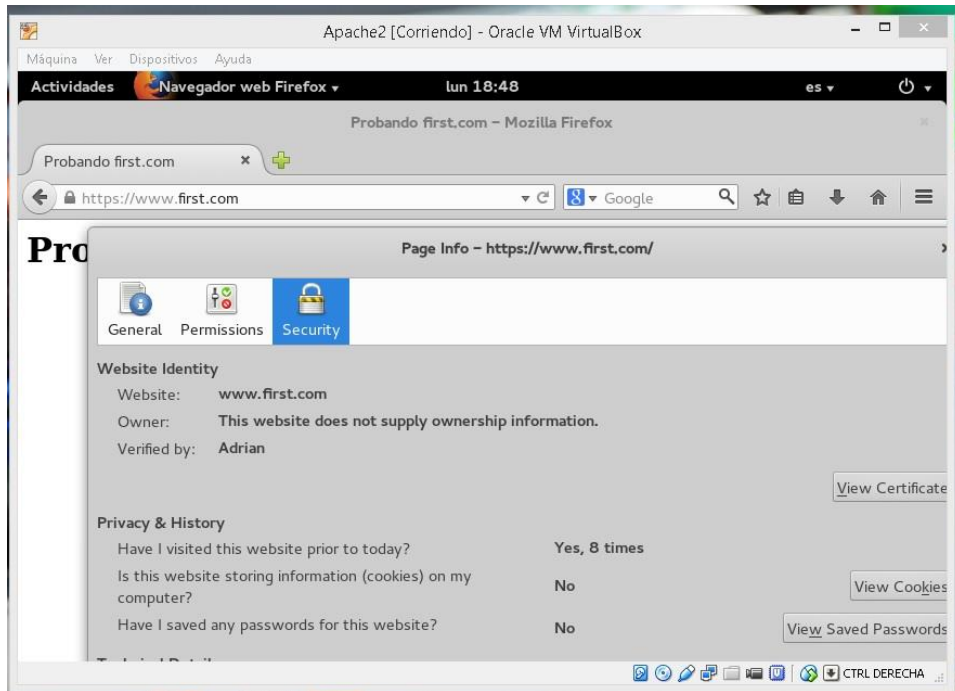 Apache2 [Corriendo] - Oracle VM VirtualBox
Máquina Ver Dispositivos Ayuda
Actividades Navegador web Firefox lun 18:48 es
Probando first.com - Mozilla Firefox
Probando first.com
https://www.first.com Google
Pro
Page Info - https://www.first.com/
General Permissions Security
Website Identity
Website: www.first.com
Owner: This website does not supply ownership information.
Verified by: Adrian
View Certificate
Privacy & History
Have I visited this website prior to today? Yes, 8 times
Is this website storing information (cookies) on my computer? No
View Cookies
Have I saved any passwords for this website? No
View Saved Passwords
CTRL DERECHA